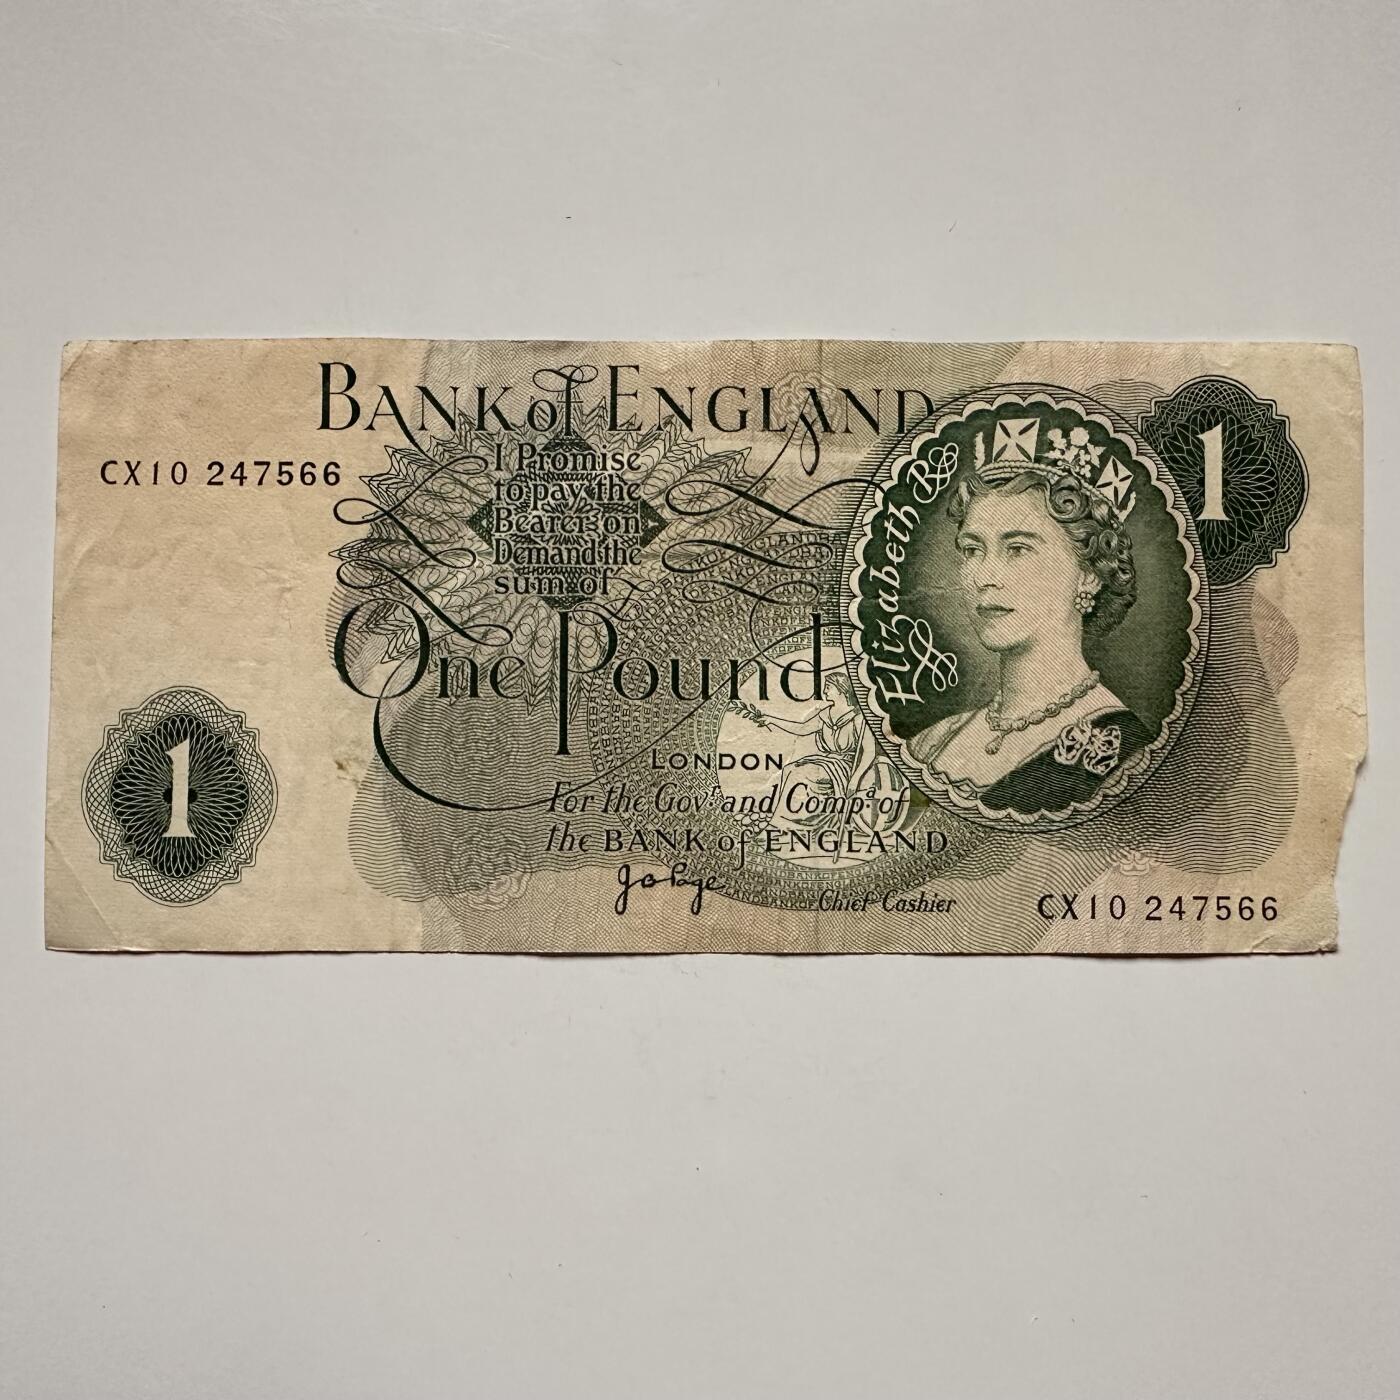 BANK of ENGLAND
I Promise
to pay the
Bearer on
Demand the
sum of
One Pound
LONDON
For the Govr. and Compa. of
the BANK of ENGLAND
J O Page
Chief Cashier
CX10 247566
CX10 247566
1
1
Elizabeth R